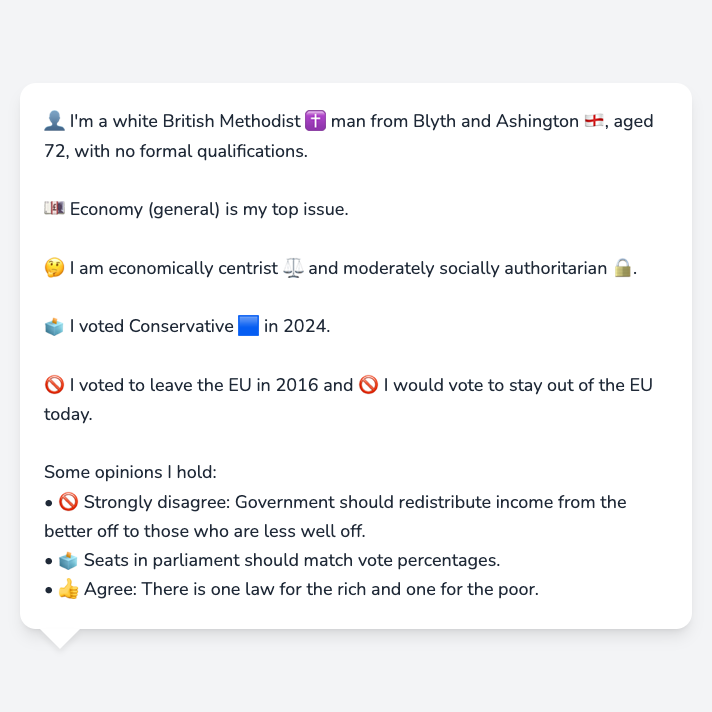 👤 I'm a white British Methodist ✝️ man from Blyth and Ashington 🏴󠁧󠁢󠁥󠁮󠁧󠁿, aged
72, with no formal qualifications.
💷 Economy (general) is my top issue.
🤔 I am economically centrist ⚖️ and moderately socially authoritarian 🔒.
🗳️ I voted Conservative 🟦 in 2024.
🚫 I voted to leave the EU in 2016 and 🚫 I would vote to stay out of the EU
today.
Some opinions I hold:
• 🚫 Strongly disagree: Government should redistribute income from the
better off to those who are less well off.
• 🗳️ Seats in parliament should match vote percentages.
• 👍 Agree: There is one law for the rich and one for the poor.